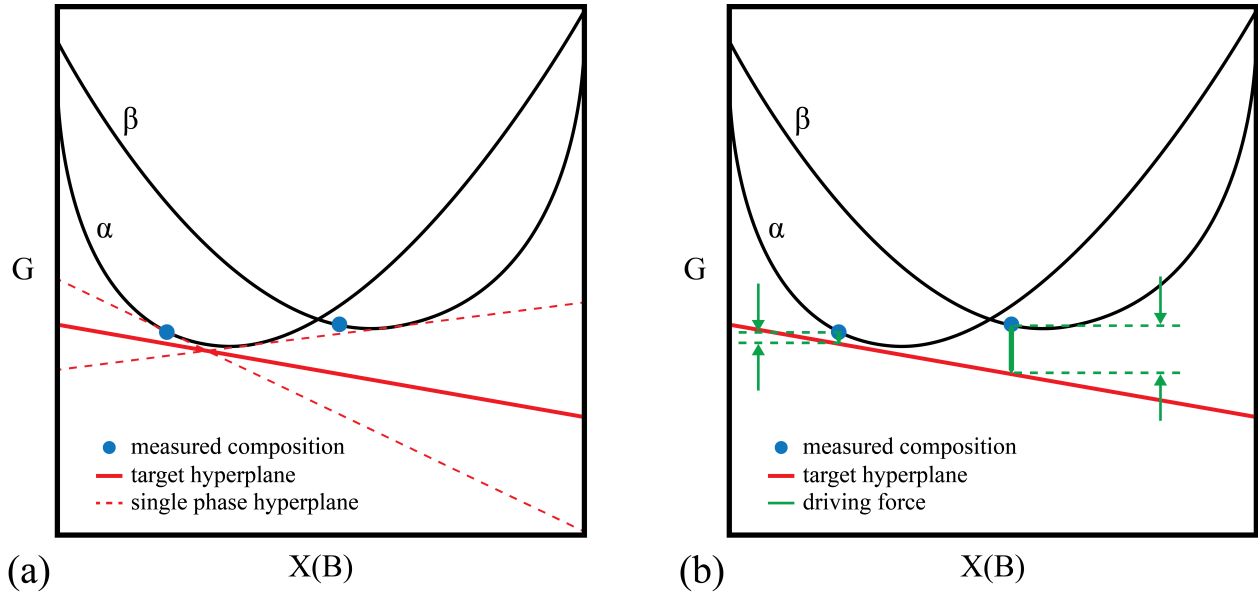 β
α
G
measured composition
target hyperplane
single phase hyperplane
X(B)
(a)
β
α
G
measured composition
target hyperplane
driving force
X(B)
(b)